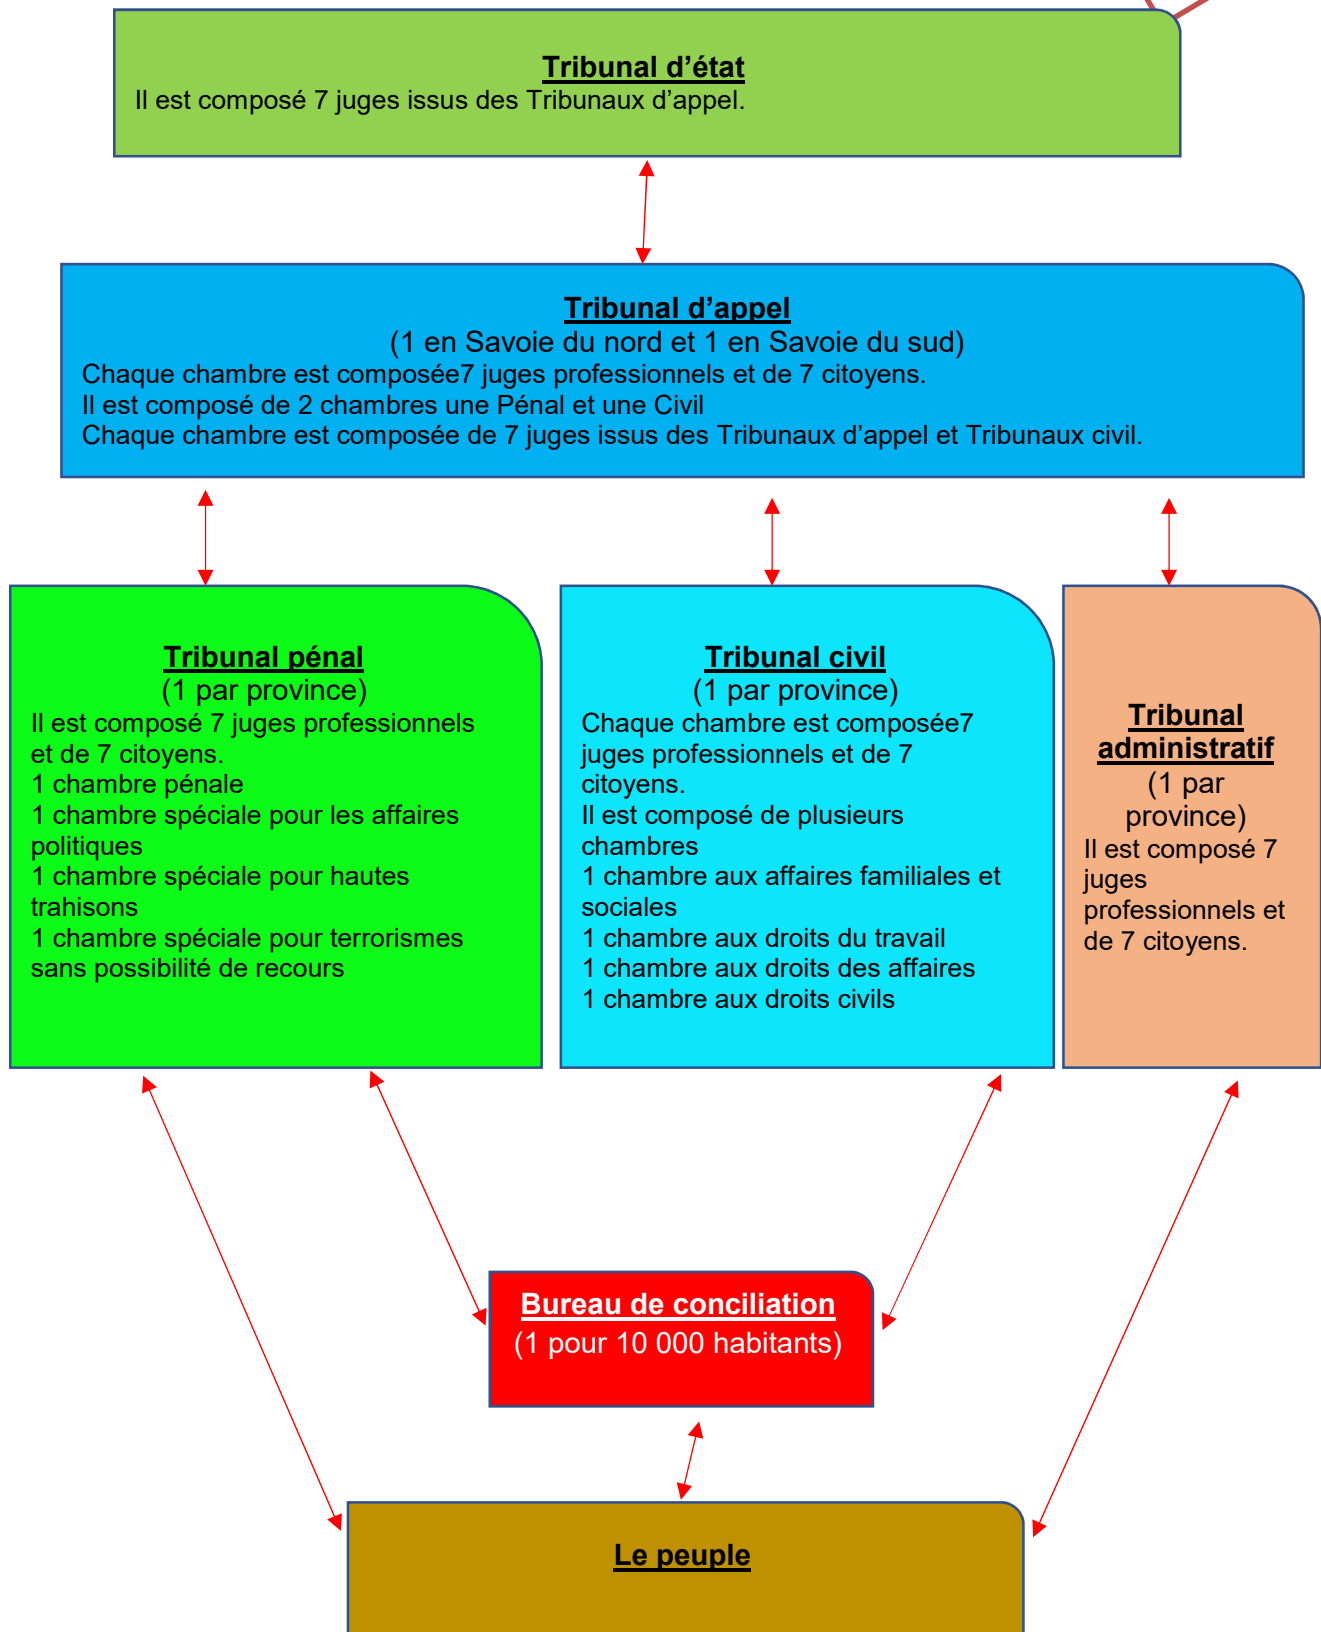 Tribunal d’état
Il est composé 7 juges issus des Tribunaux d’appel.
Tribunal d’appel
(1 en Savoie du nord et 1 en Savoie du sud)
Chaque chambre est composée7 juges professionnels et de 7 citoyens.
Il est composé de 2 chambres une Pénal et une Civil
Chaque chambre est composée de 7 juges issus des Tribunaux d’appel et Tribunaux civil.
Tribunal pénal
(1 par province)
Il est composé 7 juges professionnels
et de 7 citoyens.
1 chambre pénale
1 chambre spéciale pour les affaires
politiques
1 chambre spéciale pour hautes
trahisons
1 chambre spéciale pour terrorismes
sans possibilité de recours
Tribunal civil
(1 par province)
Chaque chambre est composée7
juges professionnels et de 7
citoyens.
Il est composé de plusieurs
chambres
1 chambre aux affaires familiales et
sociales
1 chambre aux droits du travail
1 chambre aux droits des affaires
1 chambre aux droits civils
Tribunal
administratif
(1 par
province)
Il est composé 7
juges
professionnels et
de 7 citoyens.
Bureau de conciliation
(1 pour 10 000 habitants)
Le peuple